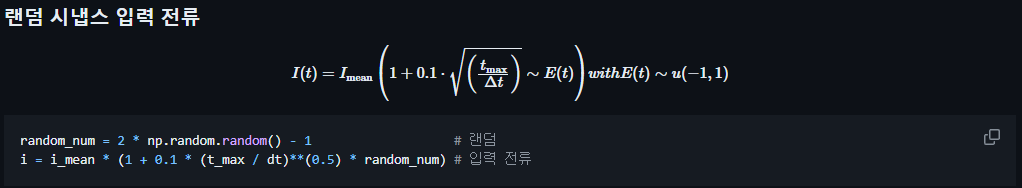 랜덤 시냅스 입력 전류
I(t) = I_mean (1 + 0.1 · √(t_max / Δt) ∼ E(t)) withE(t) ∼ u(−1, 1)
random_num = 2 * np.random.random() - 1 # 랜덤
i = i_mean * (1 + 0.1 * (t_max / dt)**(0.5) * random_num) # 입력 전류